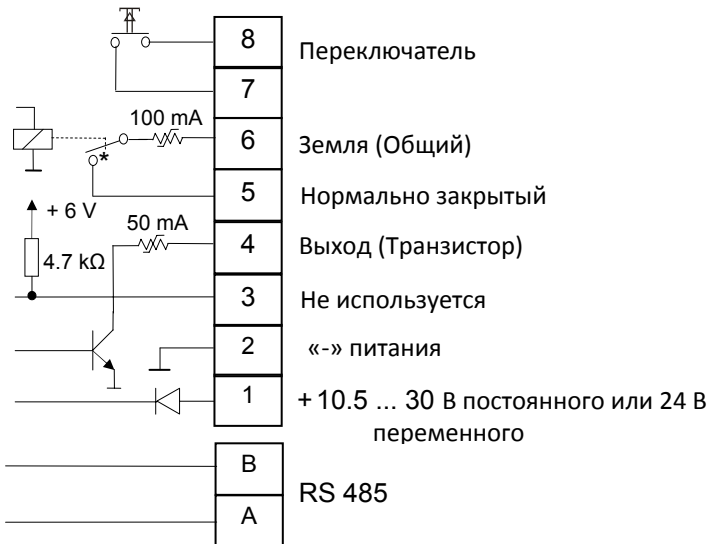 8 Переключатель
7
100 mA
6 Земля (Общий)
*
5 Нормально закрытый
+ 6 V
50 mA
4 Выход (Транзистор)
4.7 kΩ
3 Не используется
2 «-» питания
1 + 10.5 ... 30 В постоянного или 24 В
переменного
B
RS 485
A